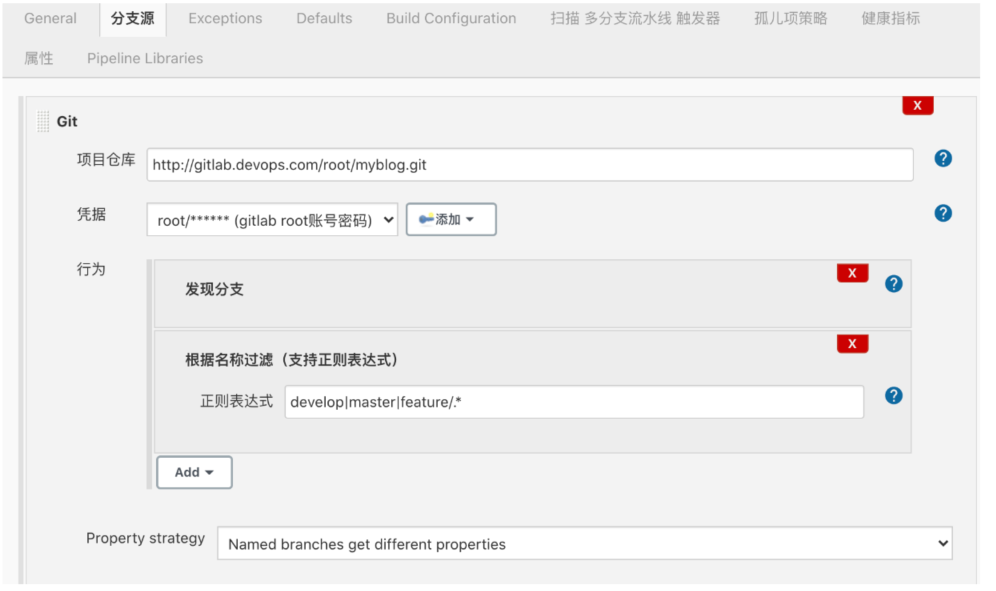 General 分支源 Exceptions Defaults Build Configuration 扫描 多分支流水线 触发器 孤儿项策略 健康指标
属性 Pipeline Libraries
X
Git
项目仓库 http://gitlab.devops.com/root/myblog.git ?
凭据 root/****** (gitlab root账号密码) 添加 ?
行为
X
发现分支 ?
X
根据名称过滤（支持正则表达式）
正则表达式 develop|master|feature/.* ?
Add
Property strategy Named branches get different properties